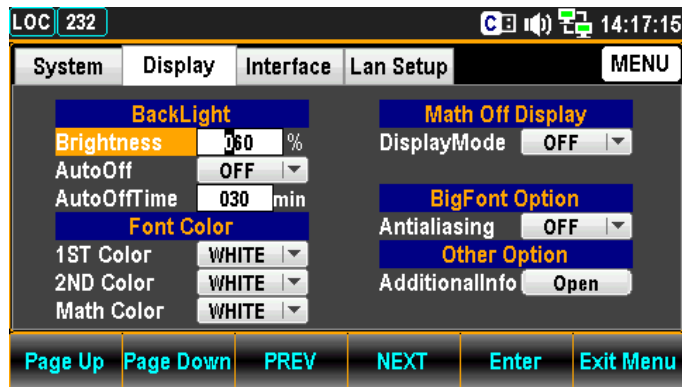 LOC 232 C 14:17:15
System Display Interface Lan Setup MENU
BackLight
Brightness 060 %
AutoOff OFF
AutoOffTime 030 min
Font Color
1ST Color WHITE
2ND Color WHITE
Math Color WHITE
Math Off Display
DisplayMode OFF
BigFont Option
Antialiasing OFF
Other Option
AdditionalInfo Open
Page Up Page Down PREV NEXT Enter Exit Menu